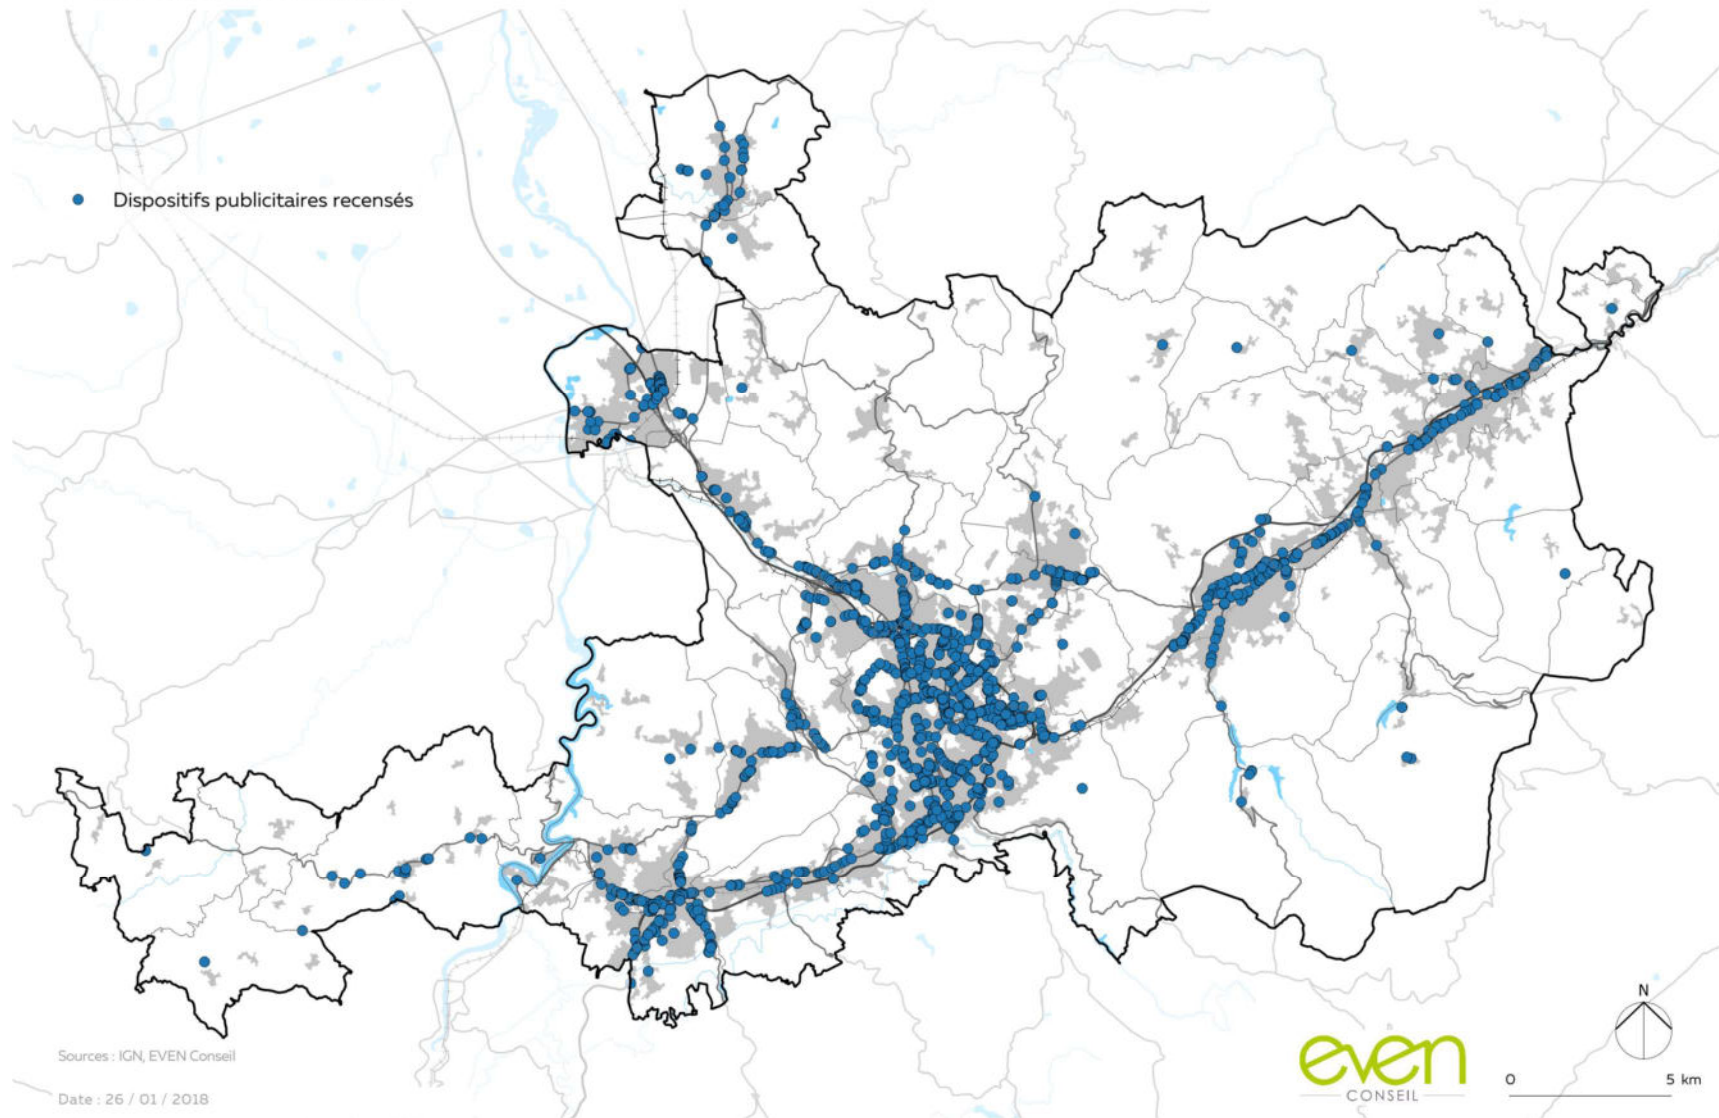 Dispositifs publicitaires recensés
Sources : IGN, EVEN Conseil
Date : 26 / 01 / 2018
even
CONSEIL
N
0 5 km